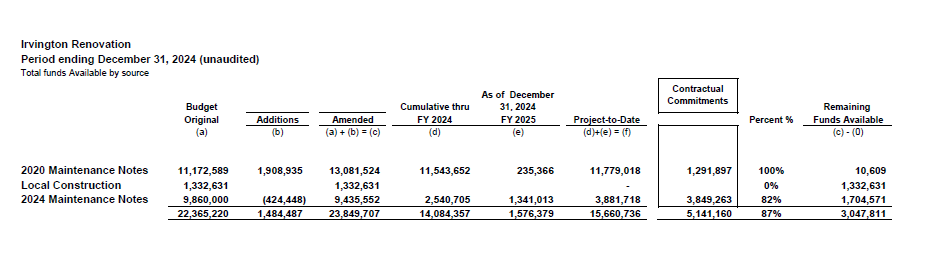 Irvington Renovation
Period ending December 31, 2024 (unaudited)
Total funds Available by source
Contractual
As of December
Commitments
Budget Cumulative thru 31, 2024 Remaining
Original Additions Amended FY 2024 FY 2025 Project-to-Date Percent % Funds Available
(a) (b) (a) + (b) = (c) (d) (e) (d)+(e) = (f) (c) - (0)
2020 Maintenance Notes 11,172,589 1,908,935 13,081,524 11,543,652 235,366 11,779,018 1,291,897 100% 10,609
Local Construction 1,332,631 1,332,631 - 0% 1,332,631
2024 Maintenance Notes 9,860,000 (424,448) 9,435,552 2,540,705 1,341,013 3,881,718 3,849,263 82% 1,704,571
22,365,220 1,484,487 23,849,707 14,084,357 1,576,379 15,660,736 5,141,160 87% 3,047,811